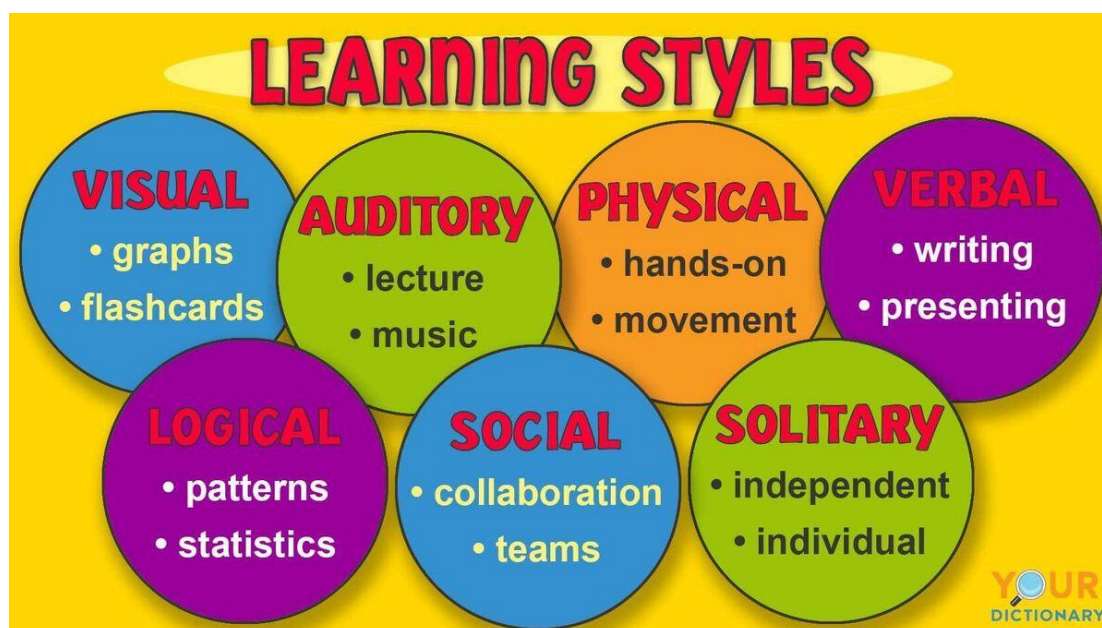 LEARNING STYLES
VISUAL
• graphs
• flashcards
AUDITORY
• lecture
• music
PHYSICAL
• hands-on
• movement
VERBAL
• writing
• presenting
LOGICAL
• patterns
• statistics
SOCIAL
• collaboration
• teams
SOLITARY
• independent
• individual
YOUR
DICTIONARY